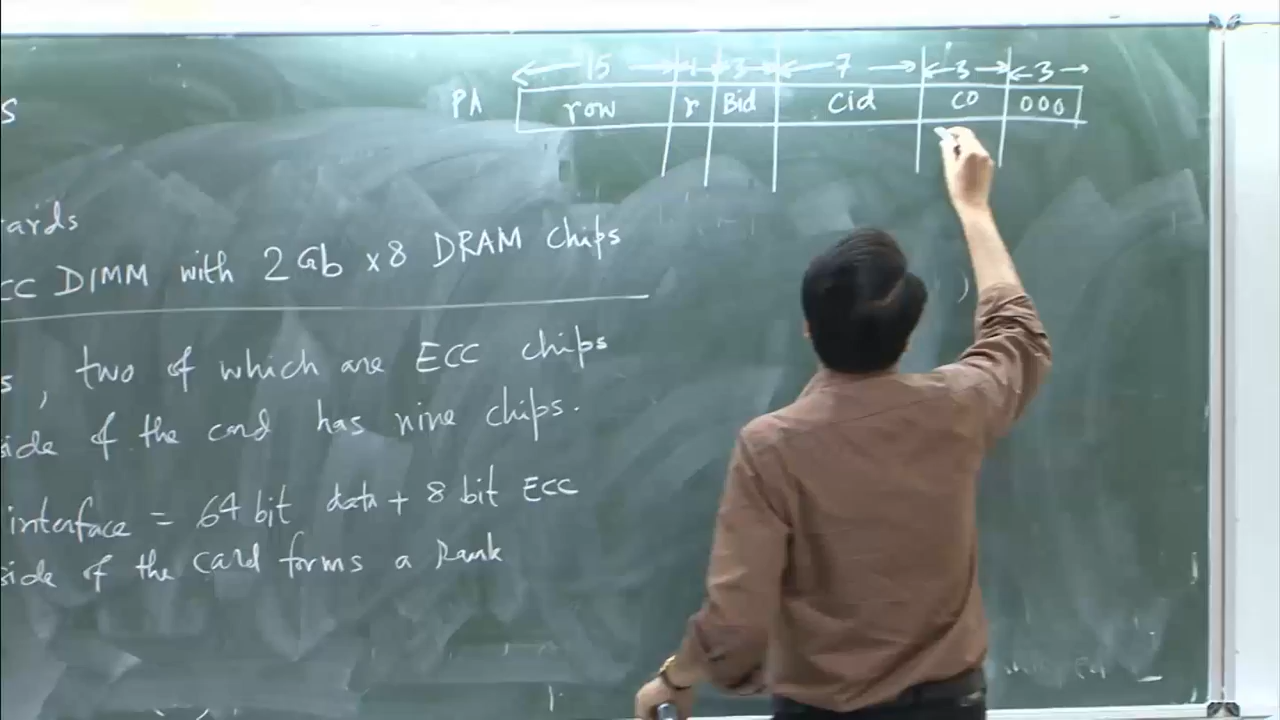 15 1 3 7 3 3
PA row r Bid Cid CO 000
s
ards
CC DIMM with 2Gb x8 DRAM chips
s, two of which are ECC chips
side of the card has nine chips.
interface = 64 bit data + 8 bit ECC
side of the card forms a Rank